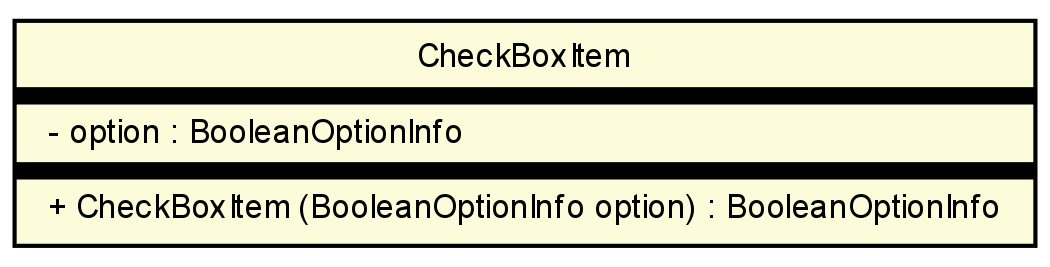 CheckBoxItem
- option : BooleanOptionInfo
+ CheckBoxItem (BooleanOptionInfo option) : BooleanOptionInfo